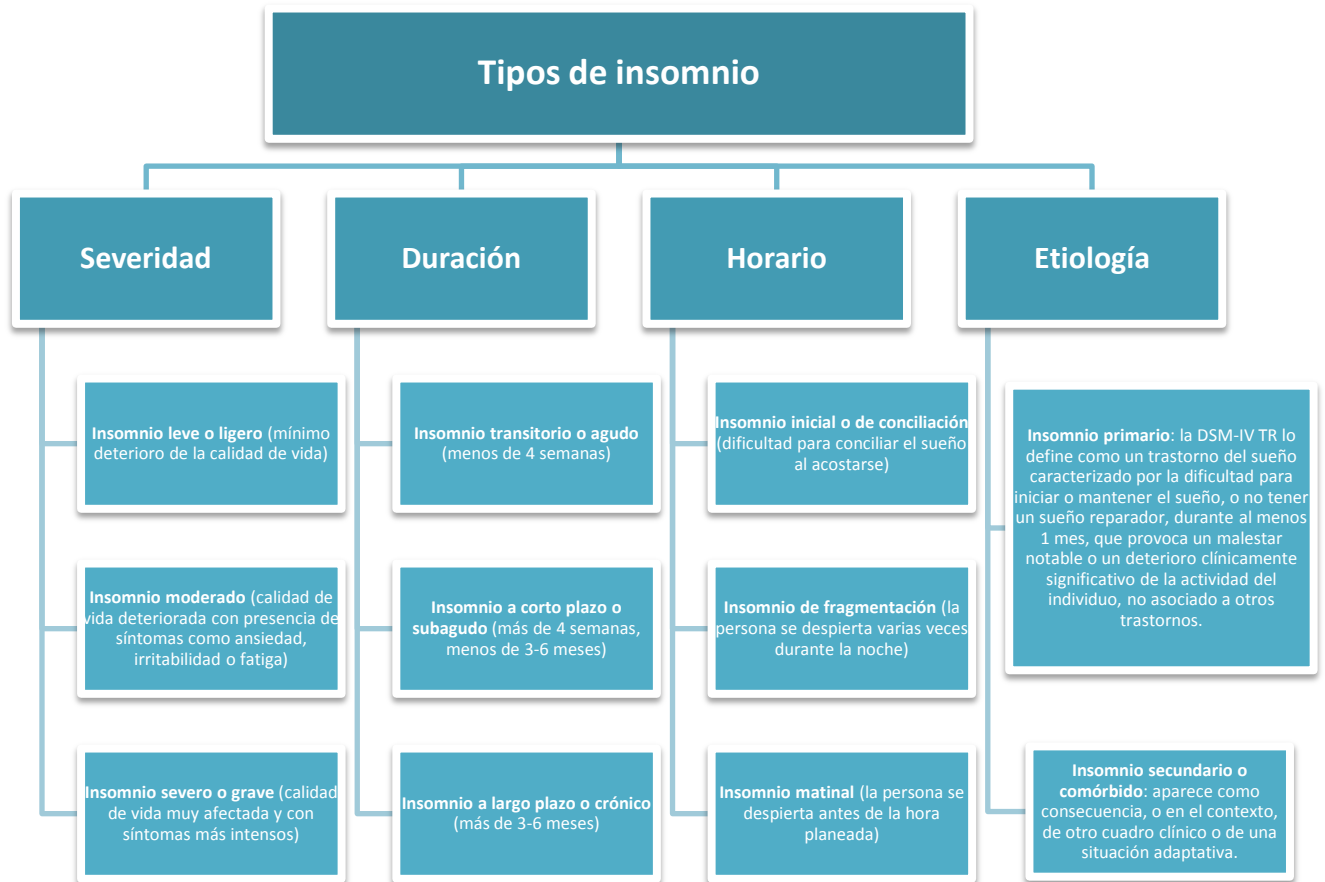 Tipos de insomnio
Severidad
Insomnio leve o ligero (mínimo
deterioro de la calidad de vida)
Insomnio moderado (calidad de
vida deteriorada con presencia de
síntomas como ansiedad,
irritabilidad o fatiga)
Insomnio severo o grave (calidad
de vida muy afectada y con
síntomas más intensos)
Duración
Insomnio transitorio o agudo
(menos de 4 semanas)
Insomnio a corto plazo o
subagudo (más de 4 semanas,
menos de 3-6 meses)
Insomnio a largo plazo o crónico
(más de 3-6 meses)
Horario
Insomnio inicial o de conciliación
(dificultad para conciliar el sueño
al acostarse)
Insomnio de fragmentación (la
persona se despierta varias veces
durante la noche)
Insomnio matinal (la persona se
despierta antes de la hora
planeada)
Etiología
Insomnio primario: la DSM-IV TR lo
define como un trastorno del sueño
caracterizado por la dificultad para
iniciar o mantener el sueño, o no tener
un sueño reparador, durante al menos
1 mes, que provoca un malestar
notable o un deterioro clínicamente
significativo de la actividad del
individuo, no asociado a otros
trastornos.
Insomnio secundario o
comórbido: aparece como
consecuencia, o en el contexto,
de otro cuadro clínico o de una
situación adaptativa.